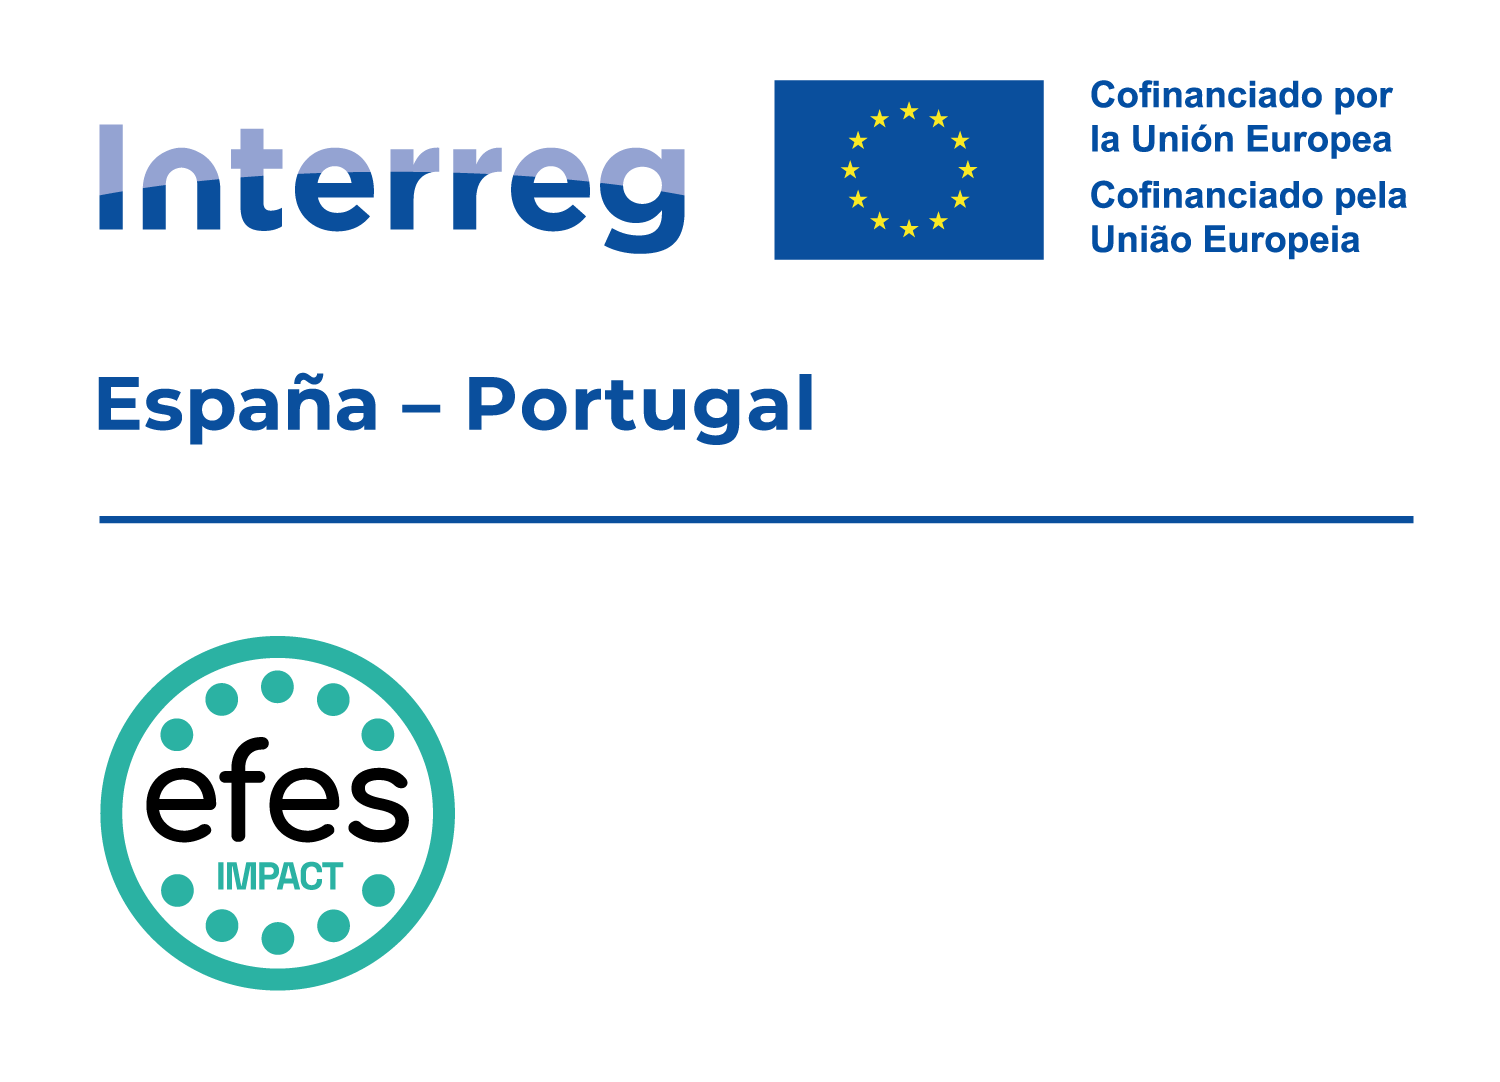 Interreg
Cofinanciado por
la Unión Europea
Cofinanciado pela
União Europeia
España – Portugal
efes
IMPACT